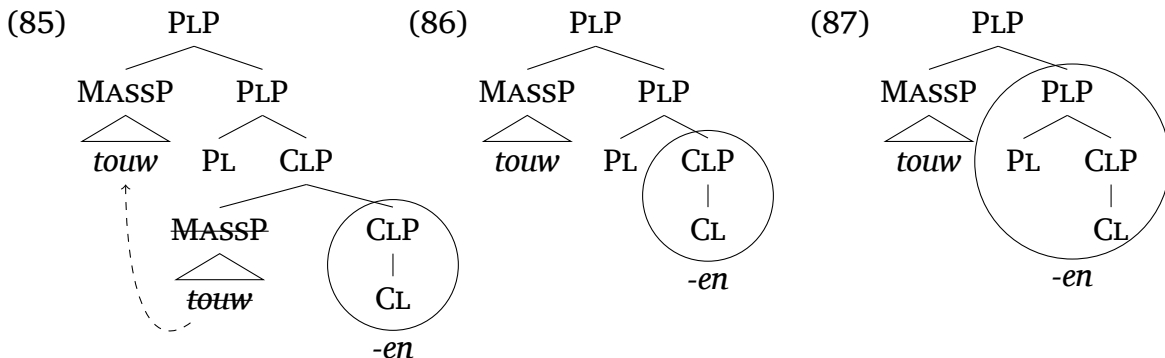 (85) PLP (86) PLP (87) PLP
MASSP PLP MASSP PLP MASSP PLP
touw PL CLP touw PL CLP touw PL CLP
MASSP CLP CL CL
touw CL -en -en
-en